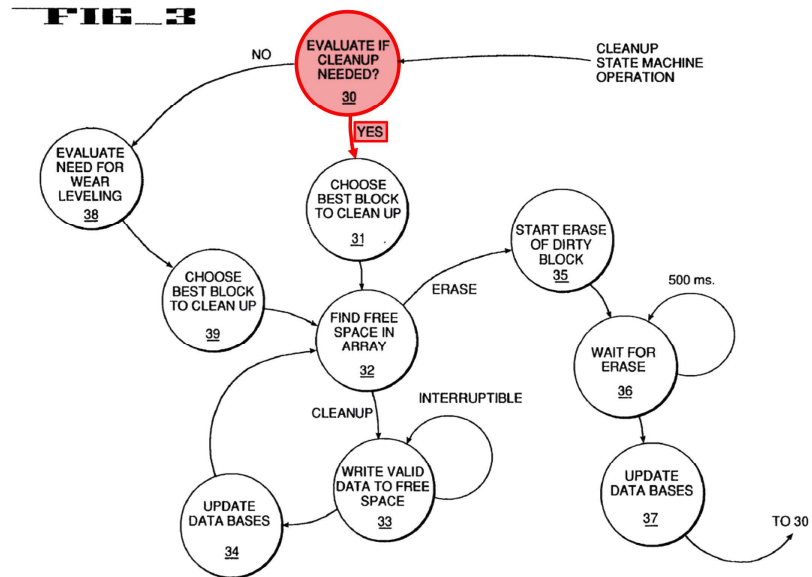 FIG_3
EVALUATE IF
CLEANUP
NEEDED?
30
NO
CLEANUP
STATE MACHINE
OPERATION
YES
EVALUATE
NEED FOR
WEAR
LEVELING
38
CHOOSE
BEST BLOCK
TO CLEAN UP
31
START ERASE
OF DIRTY
BLOCK
35
CHOOSE
BEST BLOCK
TO CLEAN UP
39
ERASE
500 ms.
FIND FREE
SPACE IN
ARRAY
32
WAIT FOR
ERASE
36
CLEANUP
INTERRUPTIBLE
WRITE VALID
DATA TO FREE
SPACE
33
UPDATE
DATA BASES
34
UPDATE
DATA BASES
37
TO 30